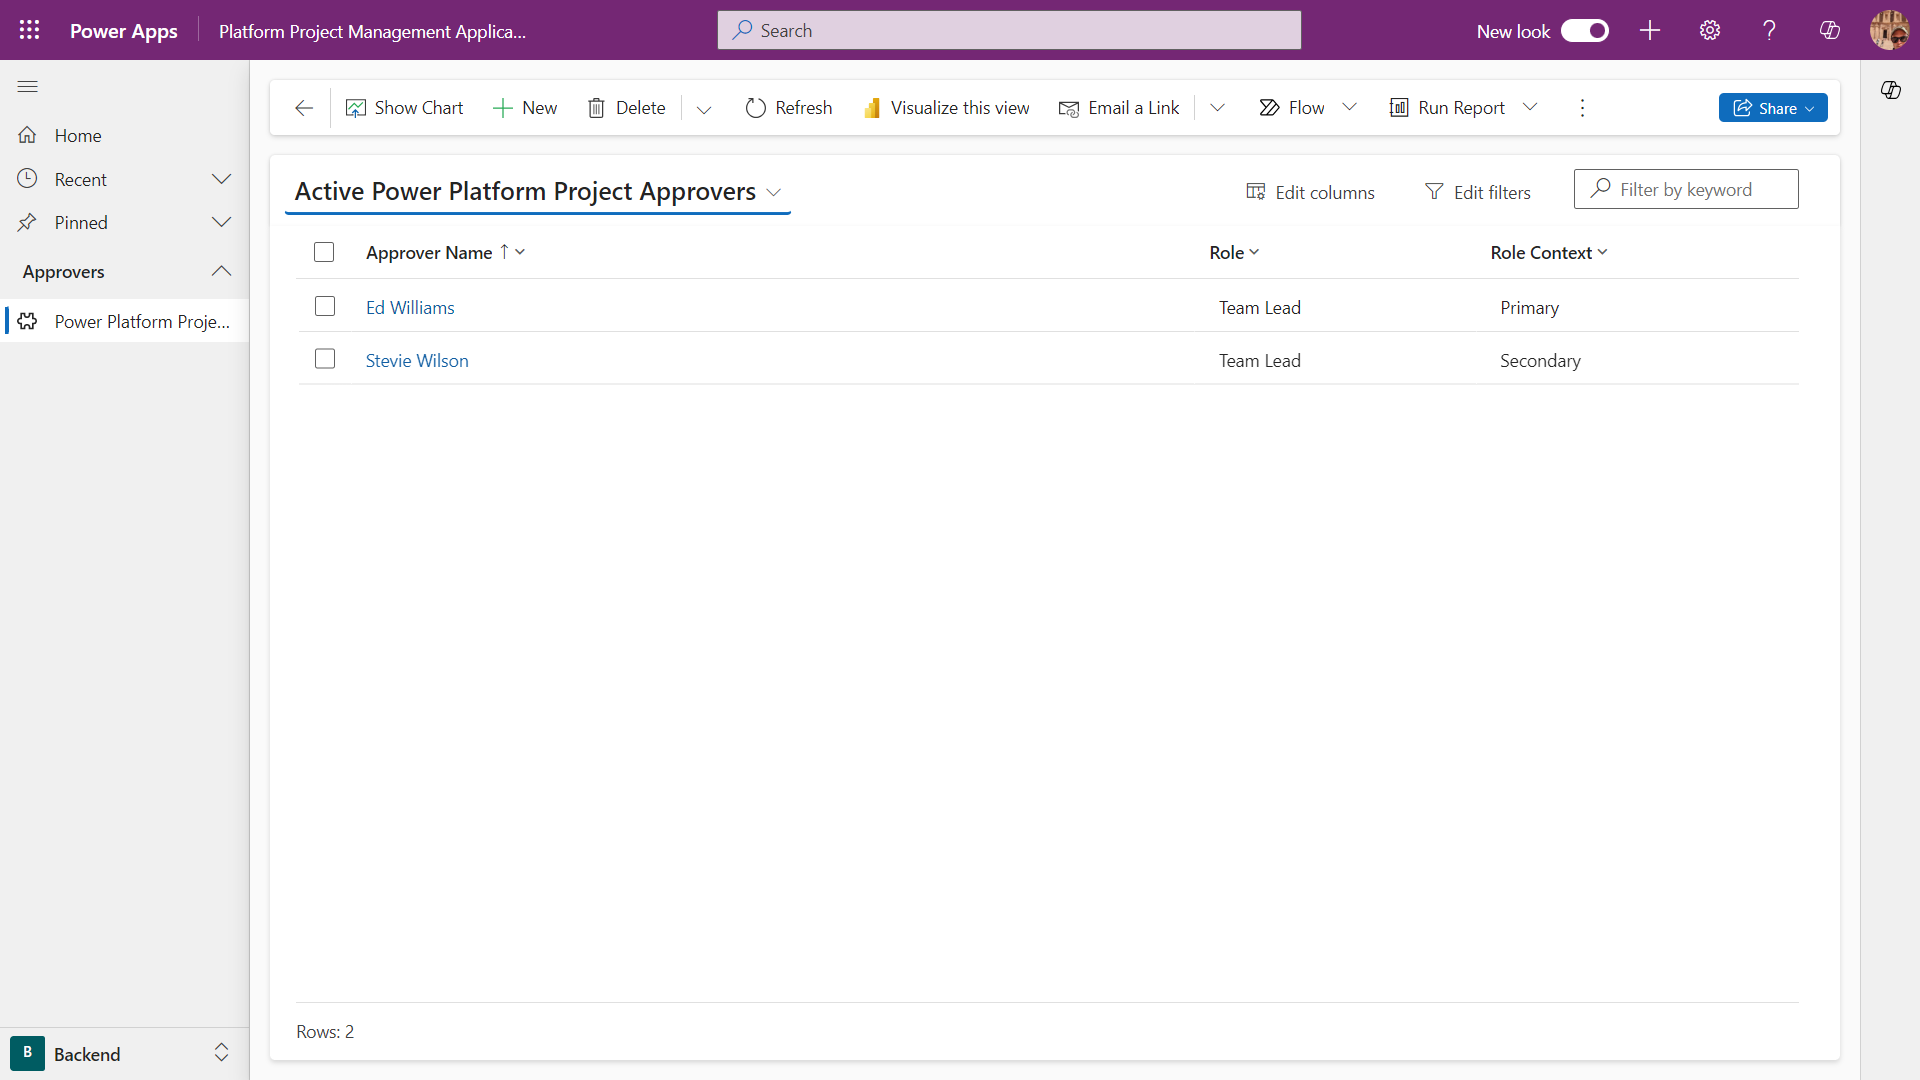 Power Apps
Platform Project Management Applica...
Search
New look
Home
Recent
Pinned
Approvers
Power Platform Proje...
Show Chart
New
Delete
Refresh
Visualize this view
Email a Link
Flow
Run Report
Share
Active Power Platform Project Approvers
Edit columns
Edit filters
Filter by keyword
Approver Name
Role
Role Context
Ed Williams
Team Lead
Primary
Stevie Wilson
Team Lead
Secondary
Rows: 2
B
Backend